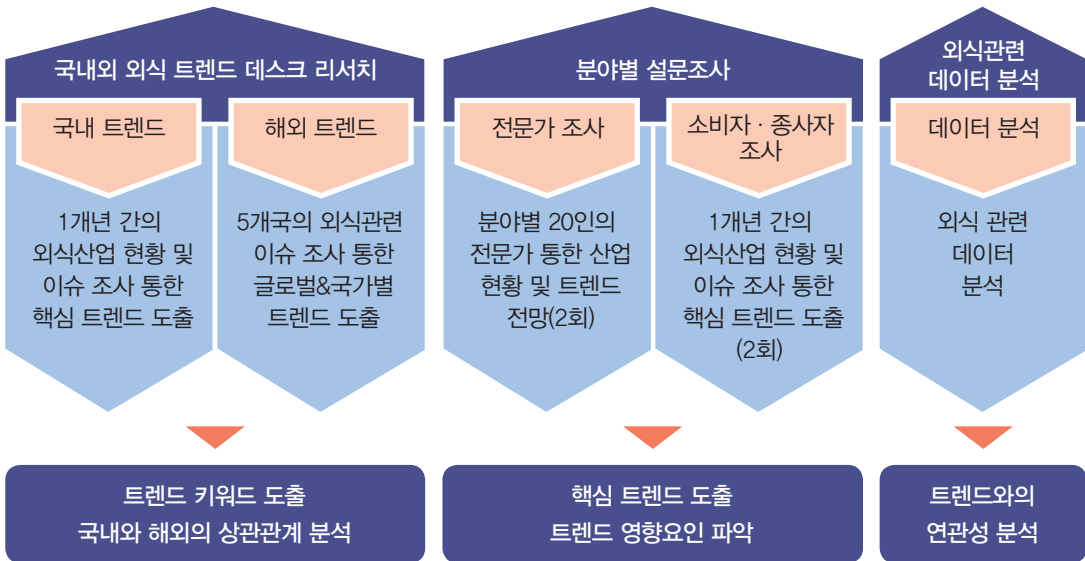 국내외 외식 트렌드 데스크 리서치
국내 트렌드
1개년 간의
외식산업 현황 및
이슈 조사 통한
핵심 트렌드 도출
해외 트렌드
5개국의 외식관련
이슈 조사 통한
글로벌&국가별
트렌드 도출
트렌드 키워드 도출
국내와 해외의 상관관계 분석
분야별 설문조사
전문가 조사
분야별 20인의
전문가 통한 산업
현황 및 트렌드
전망(2회)
소비자 · 종사자
조사
1개년 간의
외식산업 현황 및
이슈 조사 통한
핵심 트렌드 도출
(2회)
핵심 트렌드 도출
트렌드 영향요인 파악
외식관련
데이터 분석
데이터 분석
외식 관련
데이터
분석
트렌드와의
연관성 분석